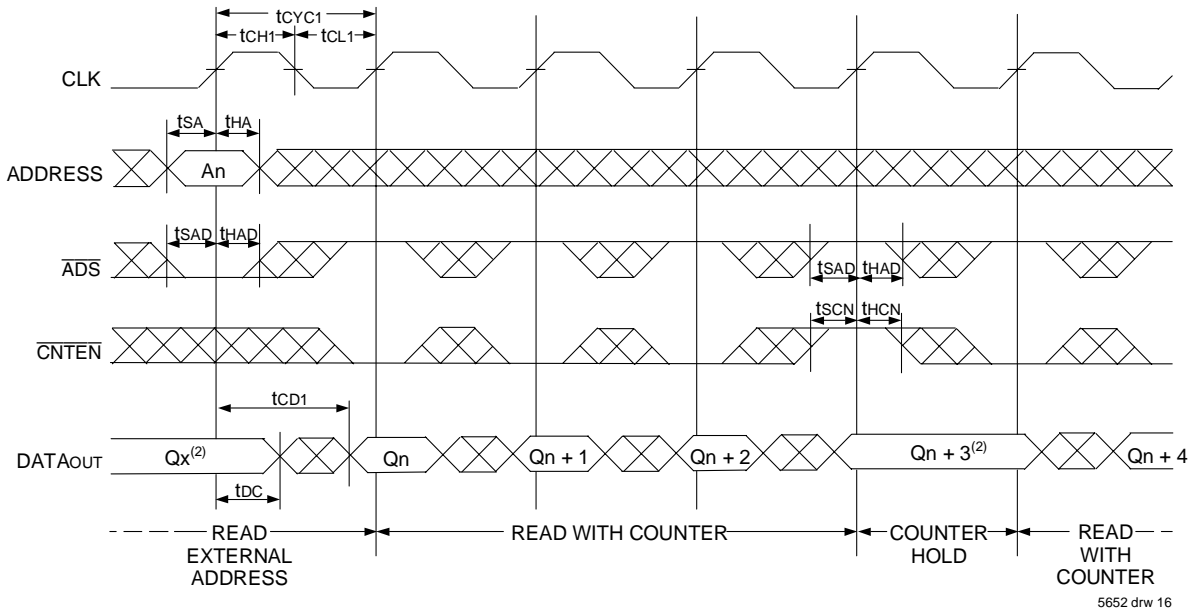 tCYC1
tCH1 tCL1
CLK
tSA tHA
ADDRESS An
tSAD tHAD
ADS
tSAD tHAD
tSCN tHCN
CNTEN
tCD1
DATAOUT Qx(2) Qn Qn + 1 Qn + 2 Qn + 3(2) Qn + 4
tDC
READ EXTERNAL ADDRESS
READ WITH COUNTER
COUNTER HOLD
READ WITH COUNTER
5652 drw 16